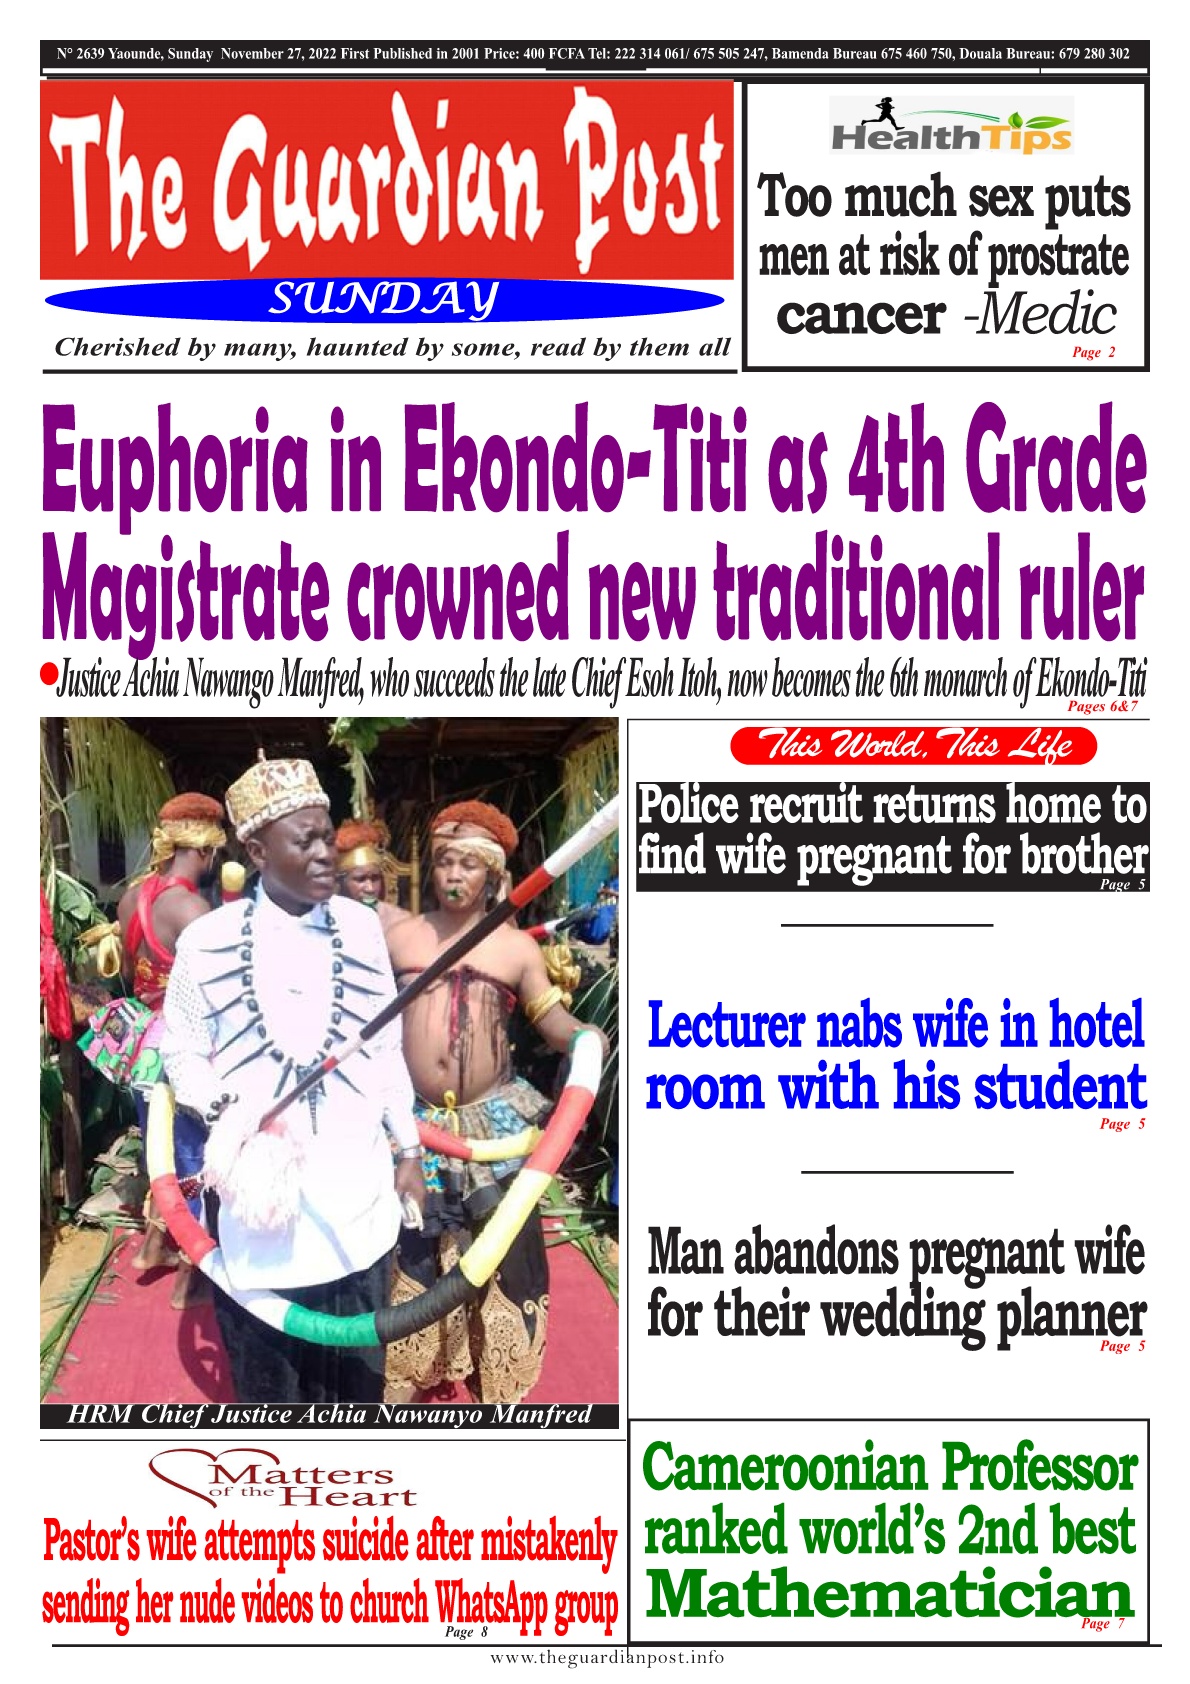 N° 2639 Yaounde, Sunday November 27, 2022 First Published in 2001 Price: 400 FCFA Tel: 222 314 061/ 675 505 247, Bamenda Bureau 675 460 750, Douala Bureau: 679 280 302
The Guardian Post
SUNDAY
Cherished by many, haunted by some, read by them all
HealthTips
Too much sex puts
men at risk of prostrate
cancer -Medic
Page 2
Euphoria in Ekondo-Titi as 4th Grade
Magistrate crowned new traditional ruler
Justice Achia Nawango Manfred, who succeeds the late Chief Esoh Itoh, now becomes the 6th monarch of Ekondo-Titi
Pages 6&7
HRM Chief Justice Achia Nawanyo Manfred
This World, This Life
Police recruit returns home to
find wife pregnant for brother
Page 5
Lecturer nabs wife in hotel
room with his student
Page 5
Man abandons pregnant wife
for their wedding planner
Page 5
Matters
of the Heart
Pastor's wife attempts suicide after mistakenly
sending her nude videos to church WhatsApp group
Page 8
Cameroonian Professor
ranked world's 2nd best
Mathematician
Page 7
www.theguardianpost.info